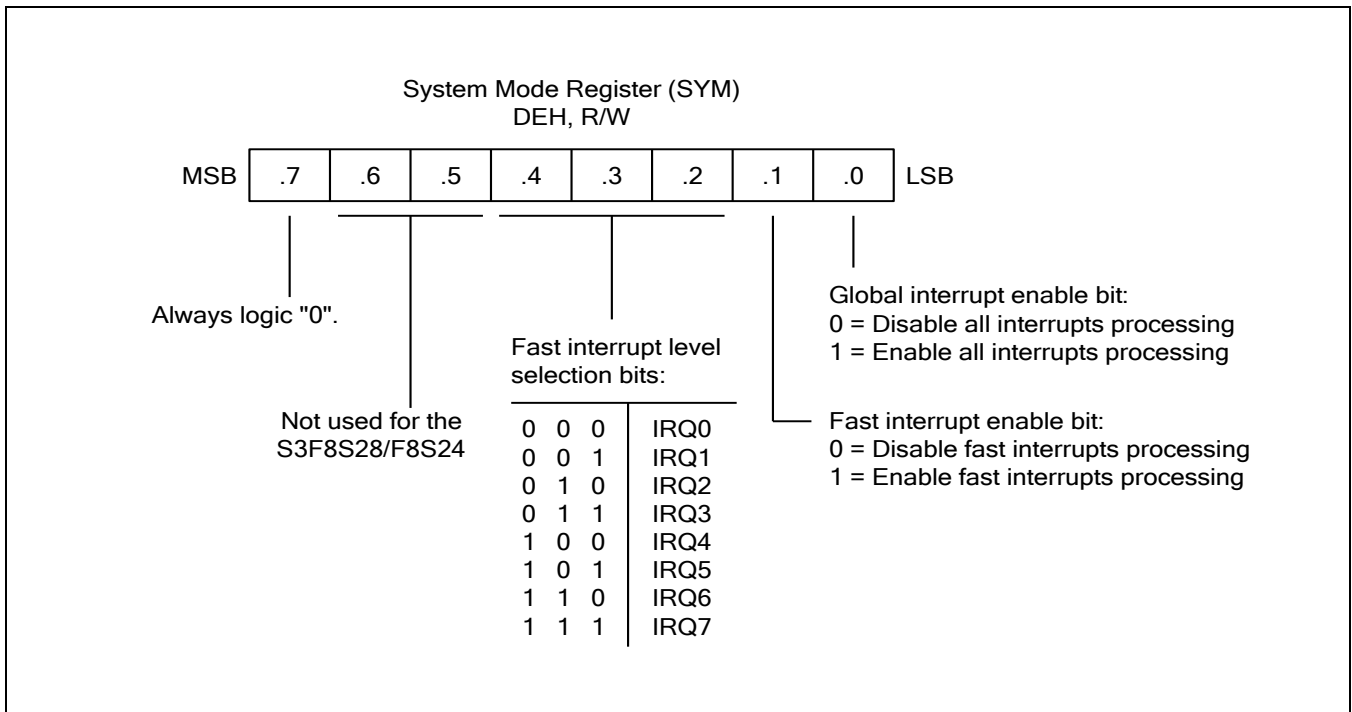 System Mode Register (SYM)
DEH, R/W
MSB .7 .6 .5 .4 .3 .2 .1 .0 LSB
Always logic "0".
Not used for the
S3F8S28/F8S24
Fast interrupt level
selection bits:
0 0 0 IRQ0
0 0 1 IRQ1
0 1 0 IRQ2
0 1 1 IRQ3
1 0 0 IRQ4
1 0 1 IRQ5
1 1 0 IRQ6
1 1 1 IRQ7
Global interrupt enable bit:
0 = Disable all interrupts processing
1 = Enable all interrupts processing
Fast interrupt enable bit:
0 = Disable fast interrupts processing
1 = Enable fast interrupts processing